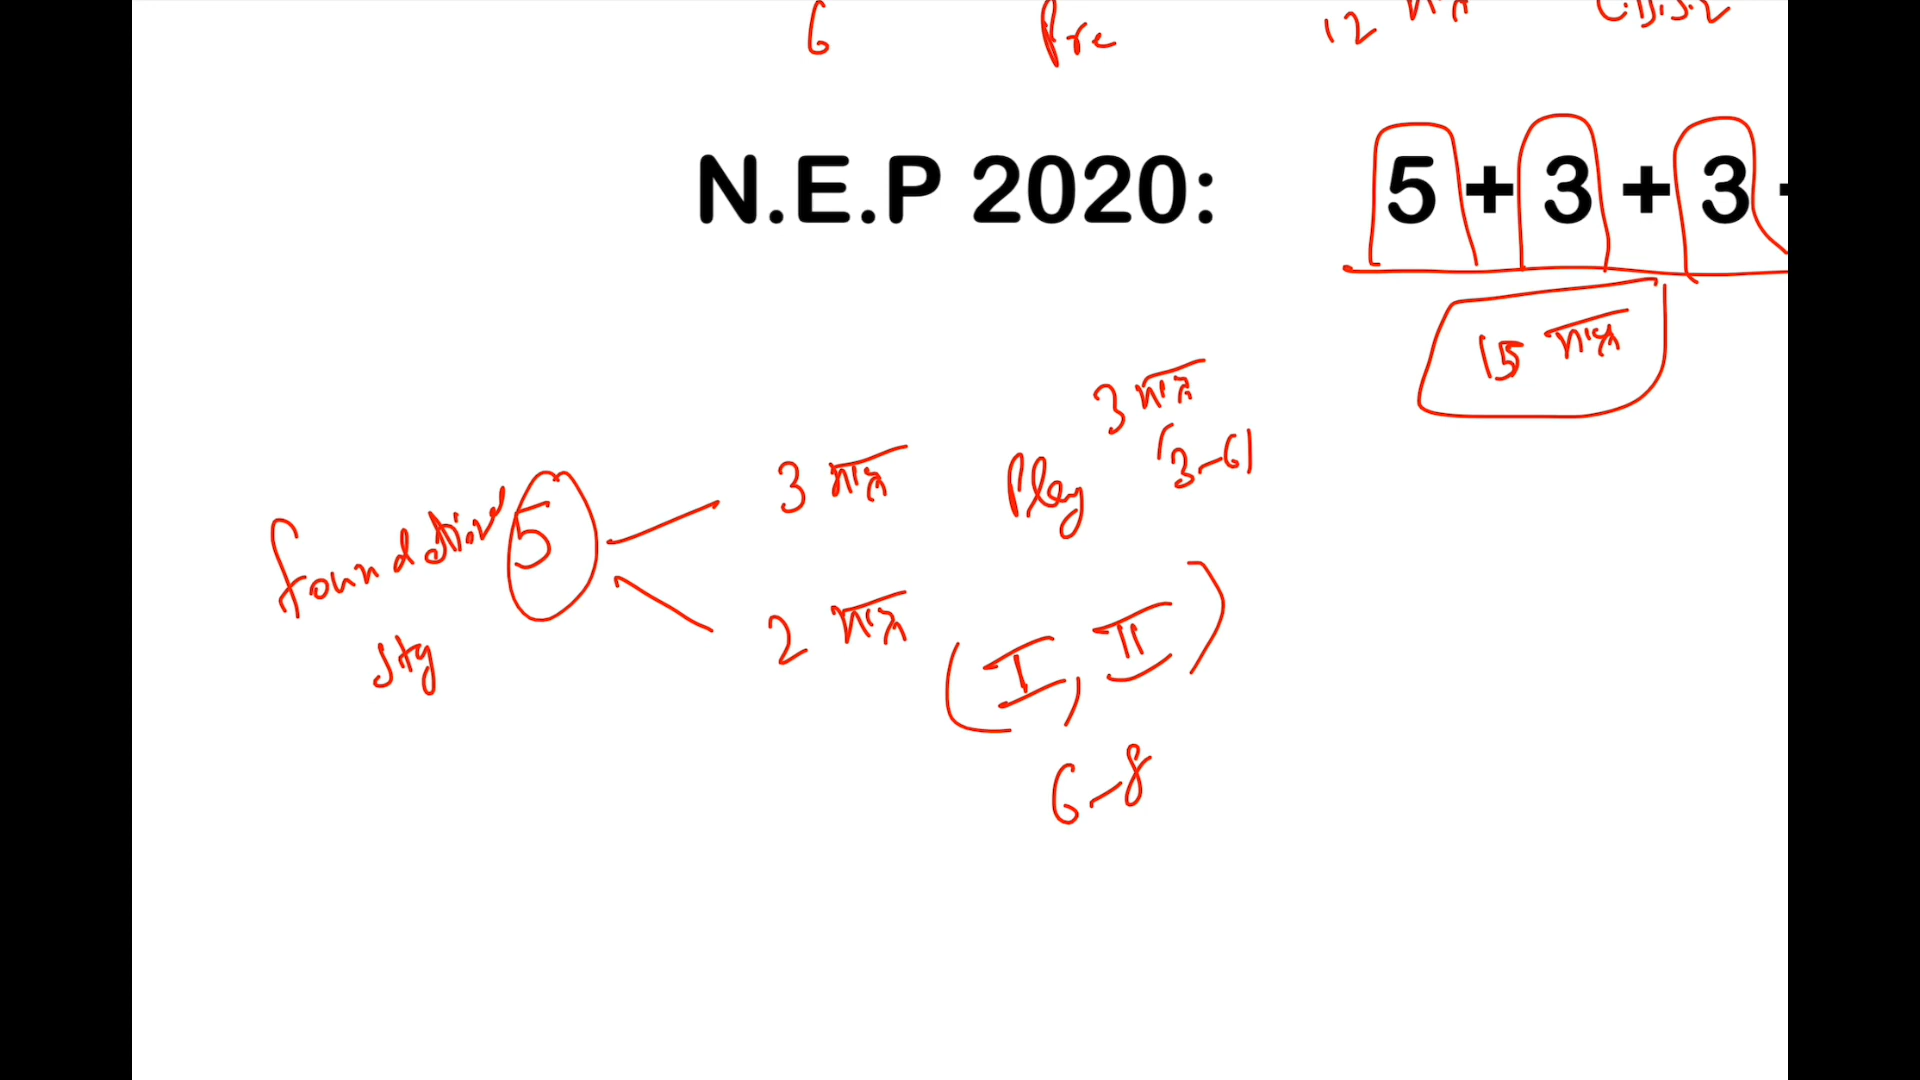 6 Pre 12 साल
N.E.P 2020: 5 + 3 + 3
15 साल
3 साल
3 साल Play (3-6)
foundational 5
2 साल (I, II)
stg
6-8